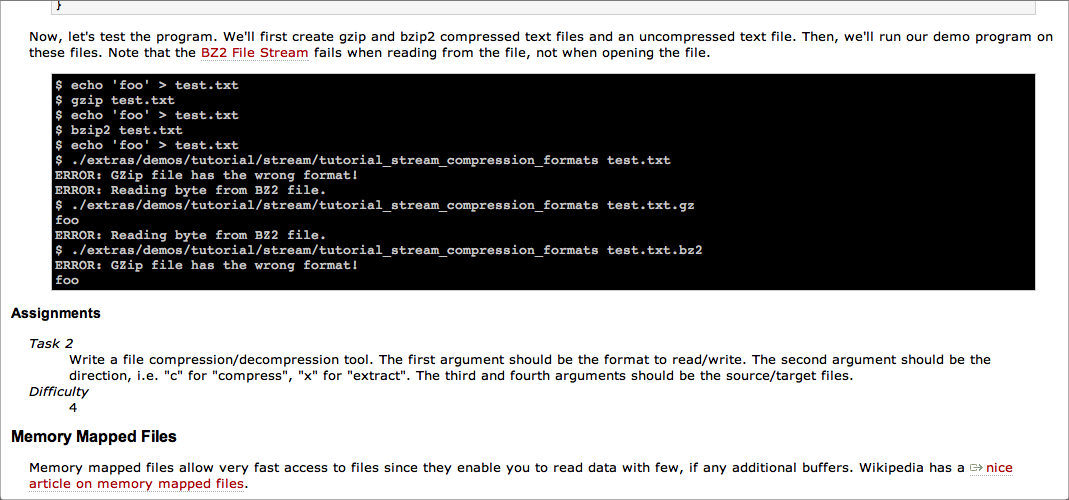 }
Now, let's test the program. We'll first create gzip and bzip2 compressed text files and an uncompressed text file. Then, we'll run our demo program on
these files. Note that the BZ2 File Stream fails when reading from the file, not when opening the file.
$ echo 'foo' > test.txt
$ gzip test.txt
$ echo 'foo' > test.txt
$ bzip2 test.txt
$ echo 'foo' > test.txt
$ ./extras/demos/tutorial/stream/tutorial_stream_compression_formats test.txt
ERROR: GZip file has the wrong format!
ERROR: Reading byte from BZ2 file.
$ ./extras/demos/tutorial/stream/tutorial_stream_compression_formats test.txt.gz
foo
ERROR: Reading byte from BZ2 file.
$ ./extras/demos/tutorial/stream/tutorial_stream_compression_formats test.txt.bz2
ERROR: GZip file has the wrong format!
foo
Assignments
Task 2
Write a file compression/decompression tool. The first argument should be the format to read/write. The second argument should be the
direction, i.e. "c" for "compress", "x" for "extract". The third and fourth arguments should be the source/target files.
Difficulty
4
Memory Mapped Files
Memory mapped files allow very fast access to files since they enable you to read data with few, if any additional buffers. Wikipedia has a nice
article on memory mapped files.